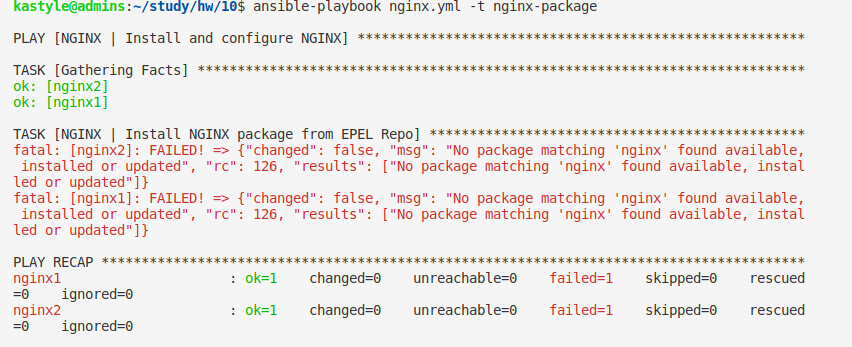 kastyle@admins:~/study/hw/10$ ansible-playbook nginx.yml -t nginx-package
PLAY [NGINX | Install and configure NGINX] ********************************************************
TASK [Gathering Facts] ****************************************************************************
ok: [nginx2]
ok: [nginx1]
TASK [NGINX | Install NGINX package from EPEL Repo] ***********************************************
fatal: [nginx2]: FAILED! => {"changed": false, "msg": "No package matching 'nginx' found available,
 installed or updated", "rc": 126, "results": ["No package matching 'nginx' found available, instal
led or updated"]}
fatal: [nginx1]: FAILED! => {"changed": false, "msg": "No package matching 'nginx' found available,
 installed or updated", "rc": 126, "results": ["No package matching 'nginx' found available, instal
led or updated"]}
PLAY RECAP ****************************************************************************************
nginx1                     : ok=1    changed=0    unreachable=0    failed=1    skipped=0    rescued
=0    ignored=0
nginx2                     : ok=1    changed=0    unreachable=0    failed=1    skipped=0    rescued
=0    ignored=0